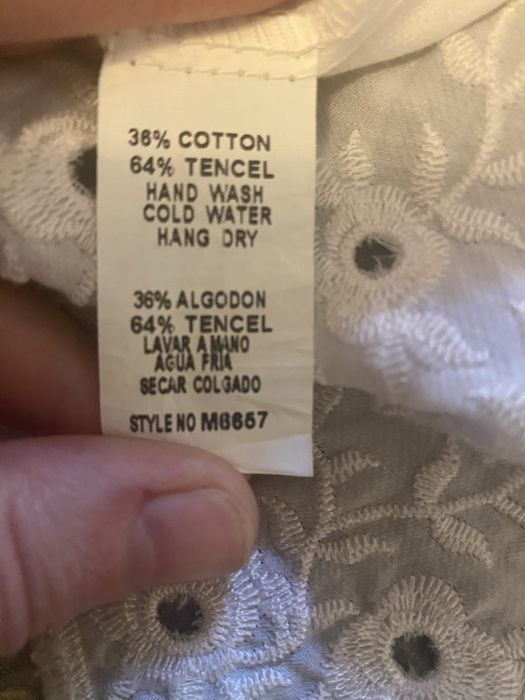 36% COTTON
64% TENCEL
HAND WASH
COLD WATER
HANG DRY
36% ALGODON
64% TENCEL
LAVAR A MANO
AGUA FRIA
SECAR COLGADO
STYLE NO M6657